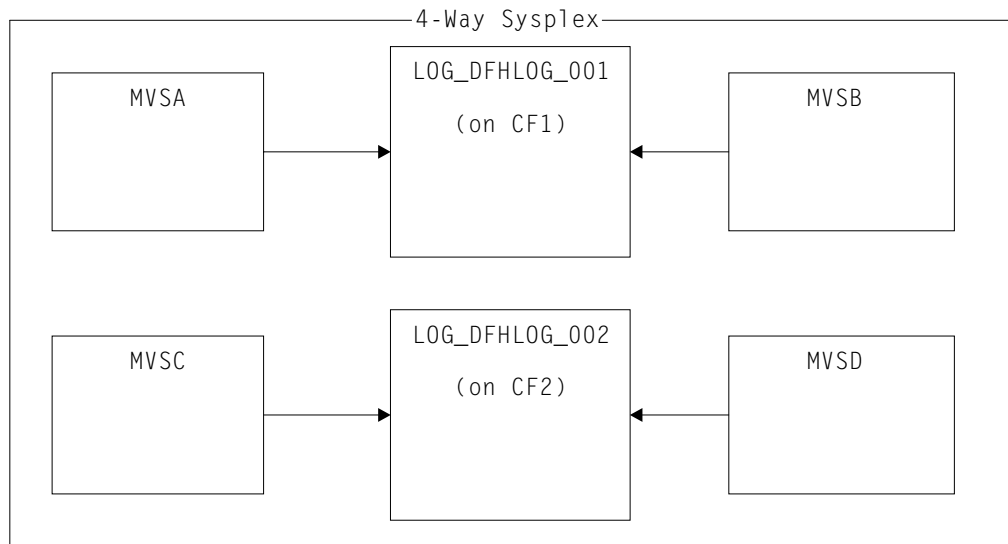 4-Way Sysplex
MVSA
LOG_DFHLOG_001
(on CF1)
MVSB
MVSC
LOG_DFHLOG_002
(on CF2)
MVSD